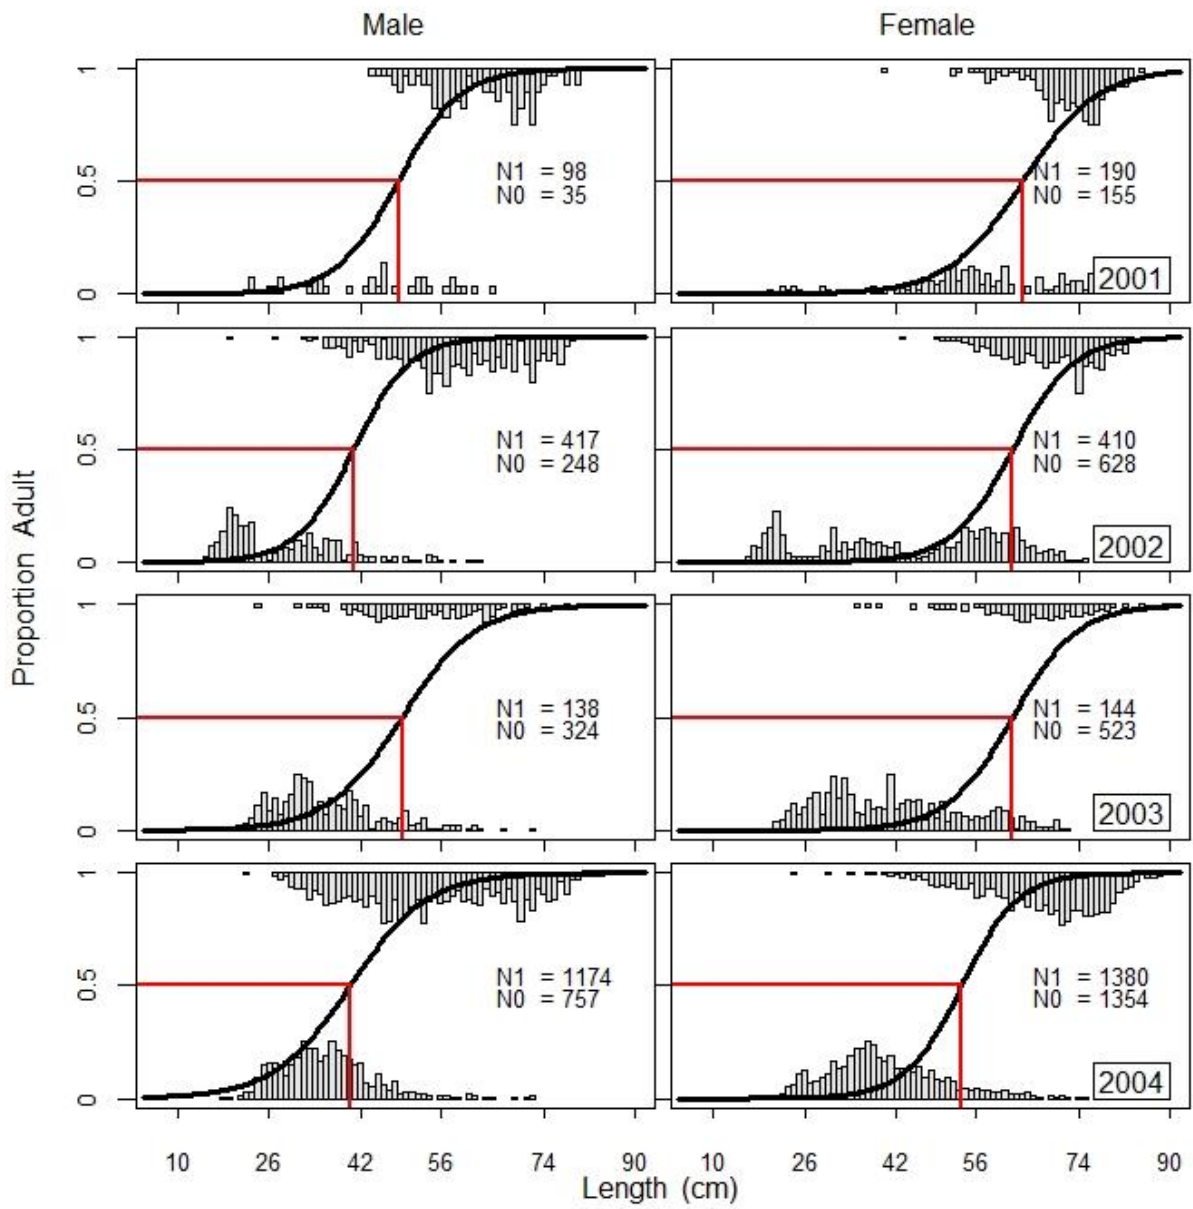 Male Female
1
0.5
0
N1 = 98
N0 = 35
N1 = 190
N0 = 155
2001
1
0.5
0
N1 = 417
N0 = 248
N1 = 410
N0 = 628
2002
1
0.5
0
N1 = 138
N0 = 324
N1 = 144
N0 = 523
2003
1
0.5
0
N1 = 1174
N0 = 757
N1 = 1380
N0 = 1354
2004
Proportion Adult
10 26 42 56 74 90 10 26 42 56 74 90
Length (cm)